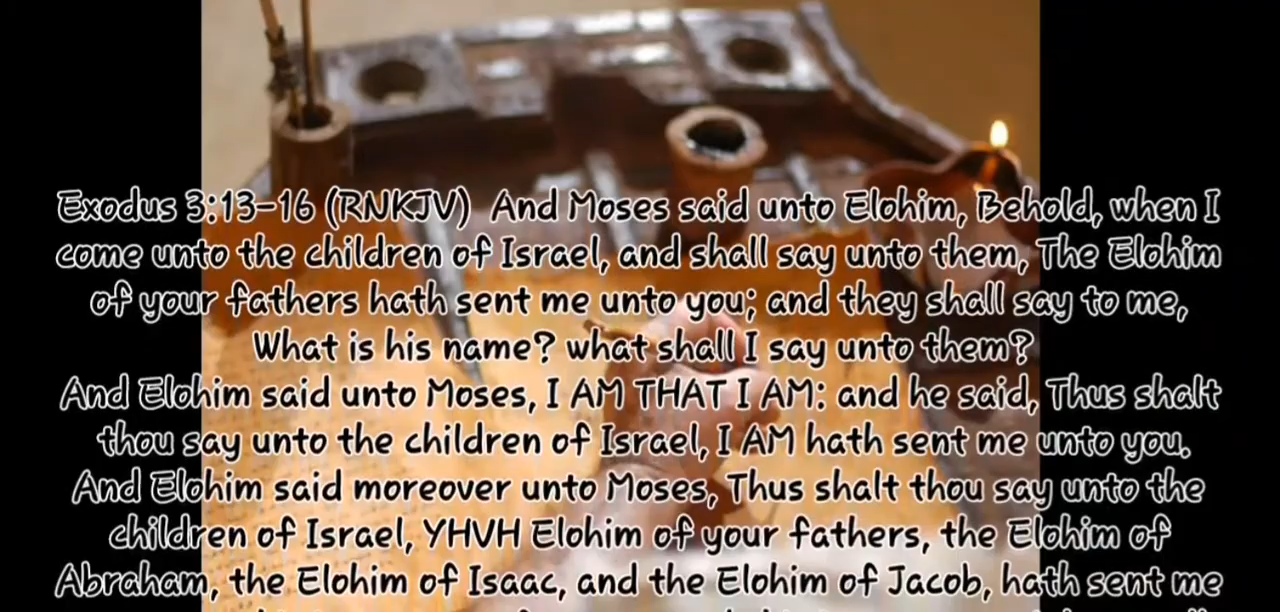 Exodus 3:13-16 (RNKJV) And Moses said unto Elohim, Behold, when I
come unto the children of Israel, and shall say unto them, The Elohim
of your fathers hath sent me unto you; and they shall say to me,
What is his name? what shall I say unto them?
And Elohim said unto Moses, I AM THAT I AM: and he said, Thus shalt
thou say unto the children of Israel, I AM hath sent me unto you.
And Elohim said moreover unto Moses, Thus shalt thou say unto the
children of Israel, YHVH Elohim of your fathers, the Elohim of
Abraham, the Elohim of Isaac, and the Elohim of Jacob, hath sent me